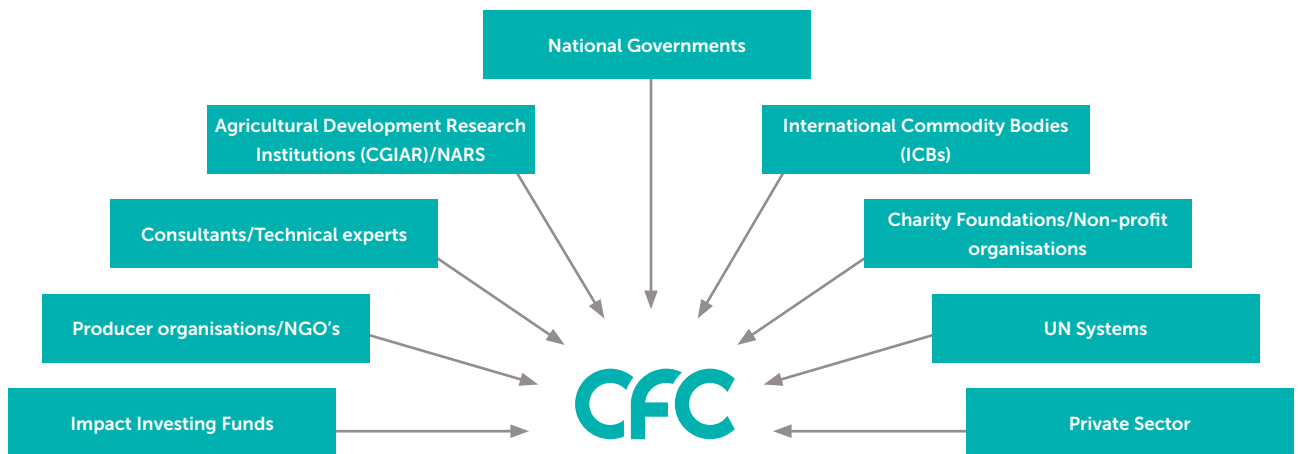 National Governments
Agricultural Development Research
Institutions (CGIAR)/NARS
International Commodity Bodies
(ICBs)
Consultants/Technical experts
Charity Foundations/Non-profit
organisations
Producer organisations/NGO's
UN Systems
Impact Investing Funds
CFC
Private Sector